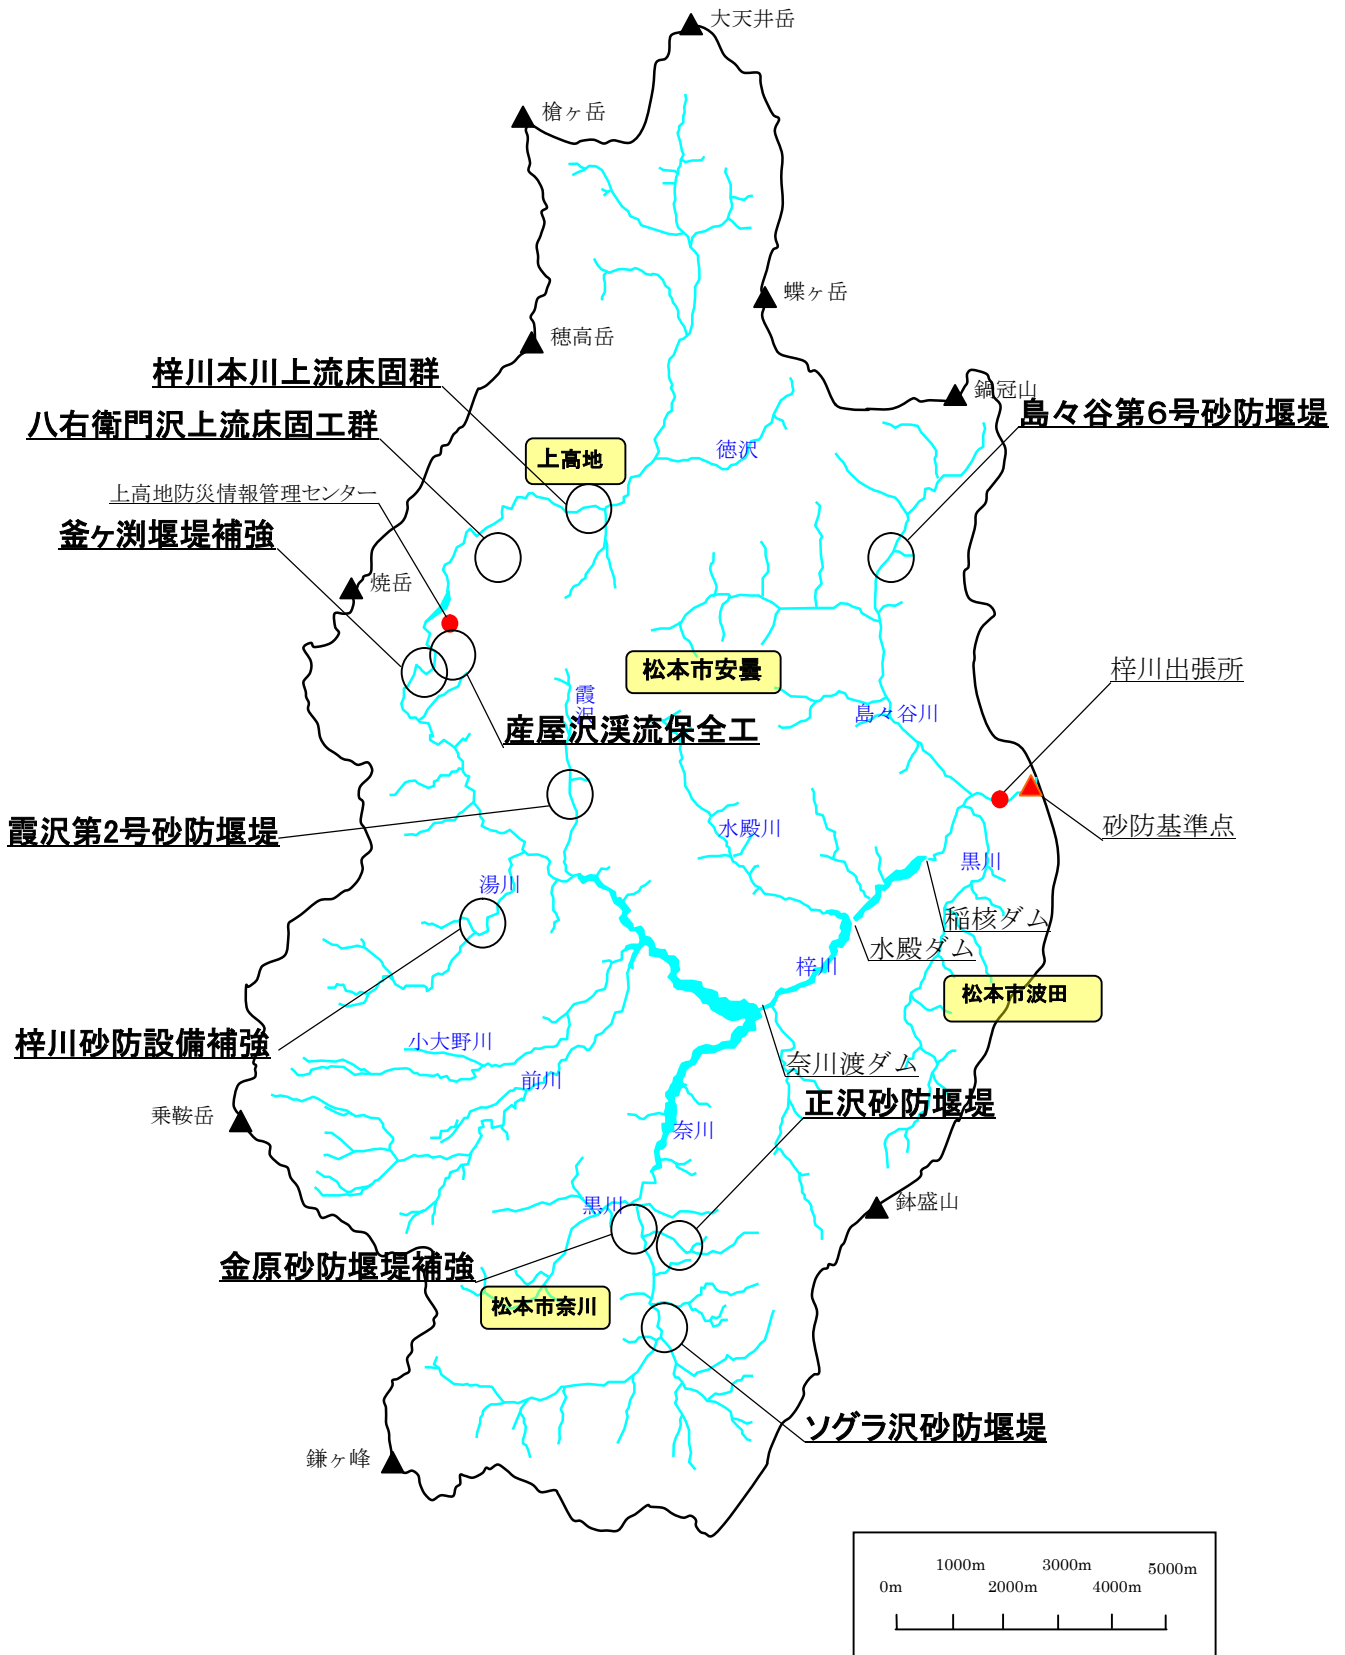 大天井岳
槍ヶ岳
蝶ヶ岳
穂高岳
梓川本川上流床固群
鍋冠山
島々谷第6号砂防堰堤
八右衛門沢上流床固工群
徳沢
上高地
上高地防災情報管理センター
釜ヶ渕堰堤補強
焼岳
松本市安曇
梓川出張所
霞沢
島々谷川
産屋沢渓流保全工
霞沢第2号砂防堰堤
水殿川
砂防基準点
黒川
湯川
稲核ダム
水殿ダム
梓川
松本市波田
梓川砂防設備補強
小大野川
奈川渡ダム
前川
正沢砂防堰堤
乗鞍岳
奈川
黒川
鉢盛山
金原砂防堰堤補強
松本市奈川
ソグラ沢砂防堰堤
鎌ヶ峰
1000m 3000m 5000m
0m 2000m 4000m